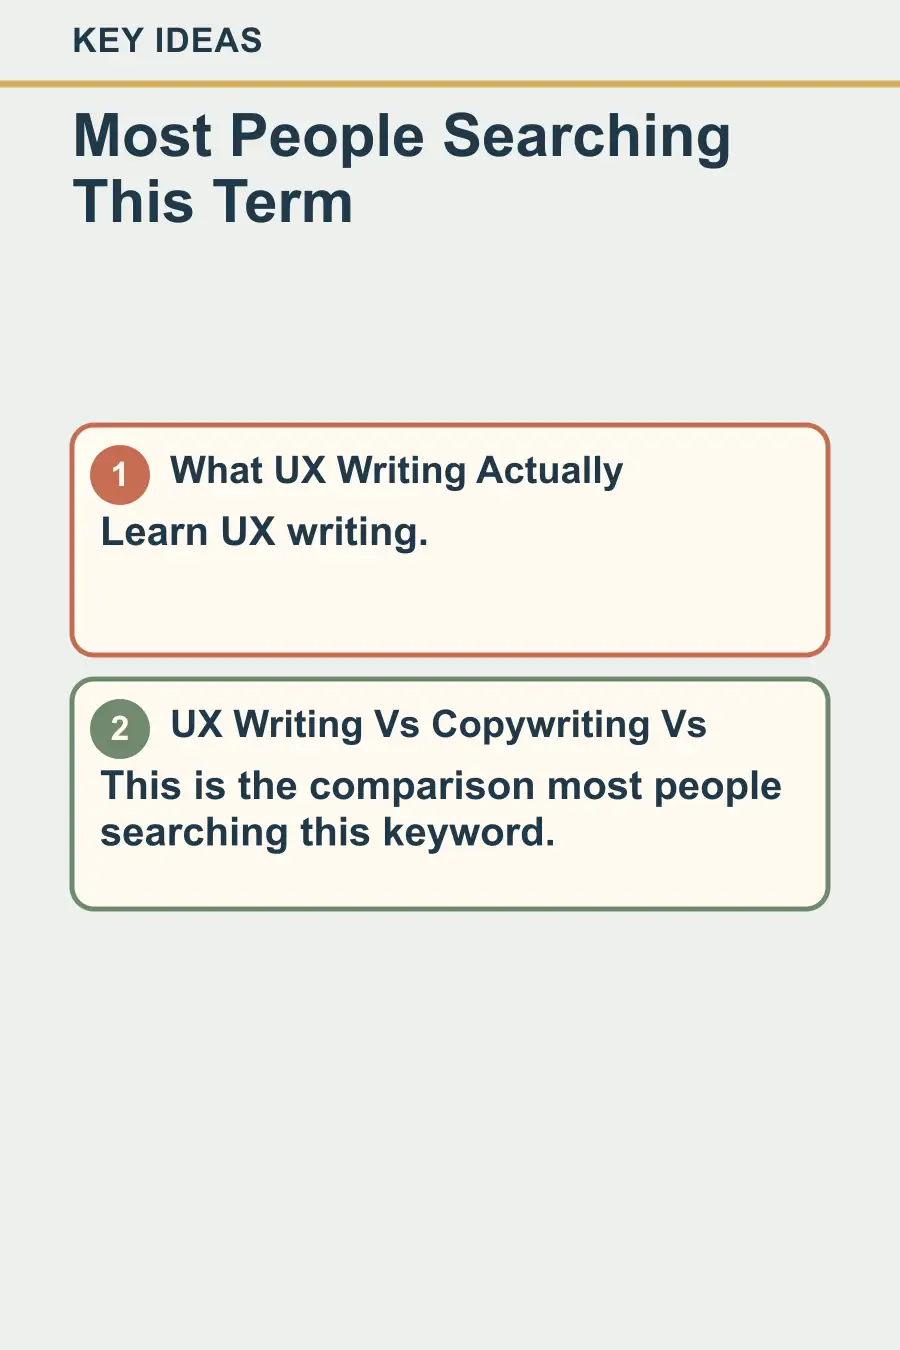 KEY IDEAS
Most People Searching
This Term
1
What UX Writing Actually
Learn UX writing.
2
UX Writing Vs Copywriting Vs
This is the comparison most people
searching this keyword.